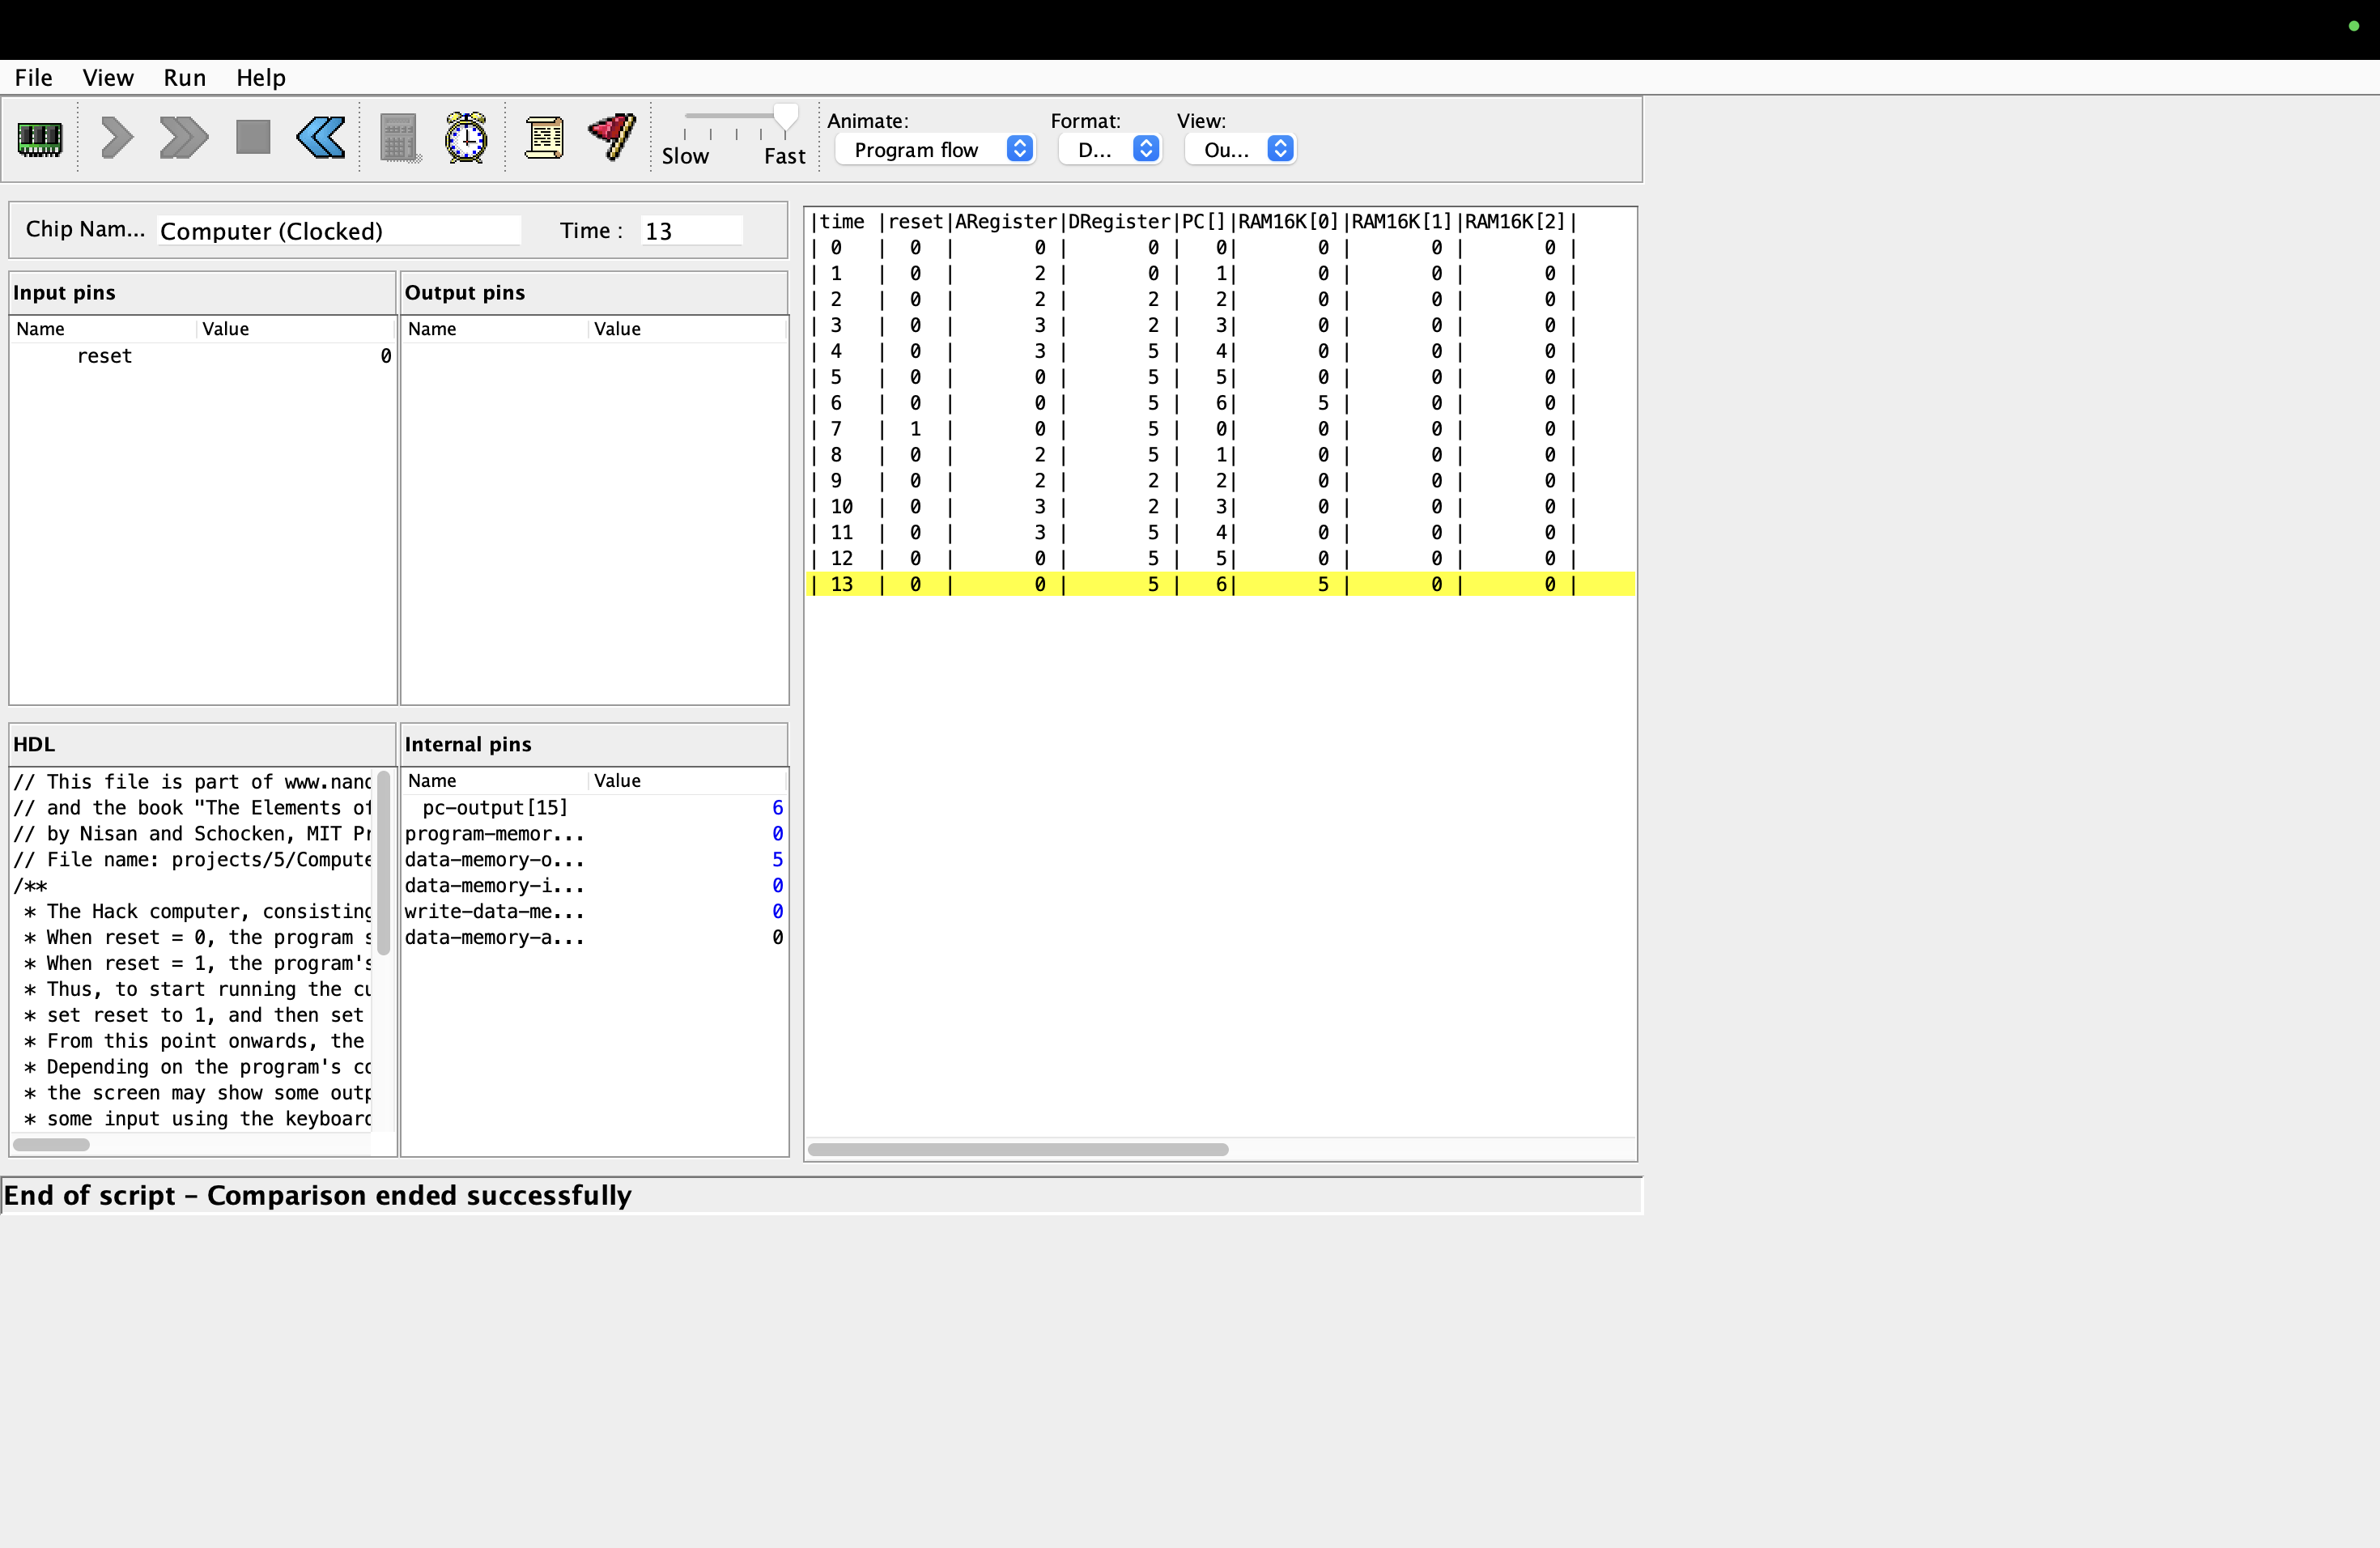 File View Run Help
Animate: Format: View:
Slow Fast Program flow D... Ou...
Chip Nam... Computer (Clocked) Time : 13
Input pins
Name Value
reset 0
Output pins
Name Value
HDL
// This file is part of www.nand
// and the book "The Elements of
// by Nisan and Schocken, MIT Pr
// File name: projects/5/Compute
/**
* The Hack computer, consisting
* When reset = 0, the program s
* When reset = 1, the program's
* Thus, to start running the cu
* set reset to 1, and then set
* From this point onwards, the
* Depending on the program's co
* the screen may show some outp
* some input using the keyboard
Internal pins
Name Value
pc-output[15] 6
program-memor... 0
data-memory-o... 5
data-memory-i... 0
write-data-me... 0
data-memory-a... 0
|time |reset|ARegister|DRegister|PC[]|RAM16K[0]|RAM16K[1]|RAM16K[2]|
| 0 | 0 | 0 | 0 | 0| 0 | 0 | 0 |
| 1 | 0 | 2 | 0 | 1| 0 | 0 | 0 |
| 2 | 0 | 2 | 2 | 2| 0 | 0 | 0 |
| 3 | 0 | 3 | 2 | 3| 0 | 0 | 0 |
| 4 | 0 | 3 | 5 | 4| 0 | 0 | 0 |
| 5 | 0 | 0 | 5 | 5| 0 | 0 | 0 |
| 6 | 0 | 0 | 5 | 6| 5 | 0 | 0 |
| 7 | 1 | 0 | 5 | 0| 0 | 0 | 0 |
| 8 | 0 | 2 | 5 | 1| 0 | 0 | 0 |
| 9 | 0 | 2 | 2 | 2| 0 | 0 | 0 |
| 10 | 0 | 3 | 2 | 3| 0 | 0 | 0 |
| 11 | 0 | 3 | 5 | 4| 0 | 0 | 0 |
| 12 | 0 | 0 | 5 | 5| 0 | 0 | 0 |
| 13 | 0 | 0 | 5 | 6| 5 | 0 | 0 |
End of script – Comparison ended successfully